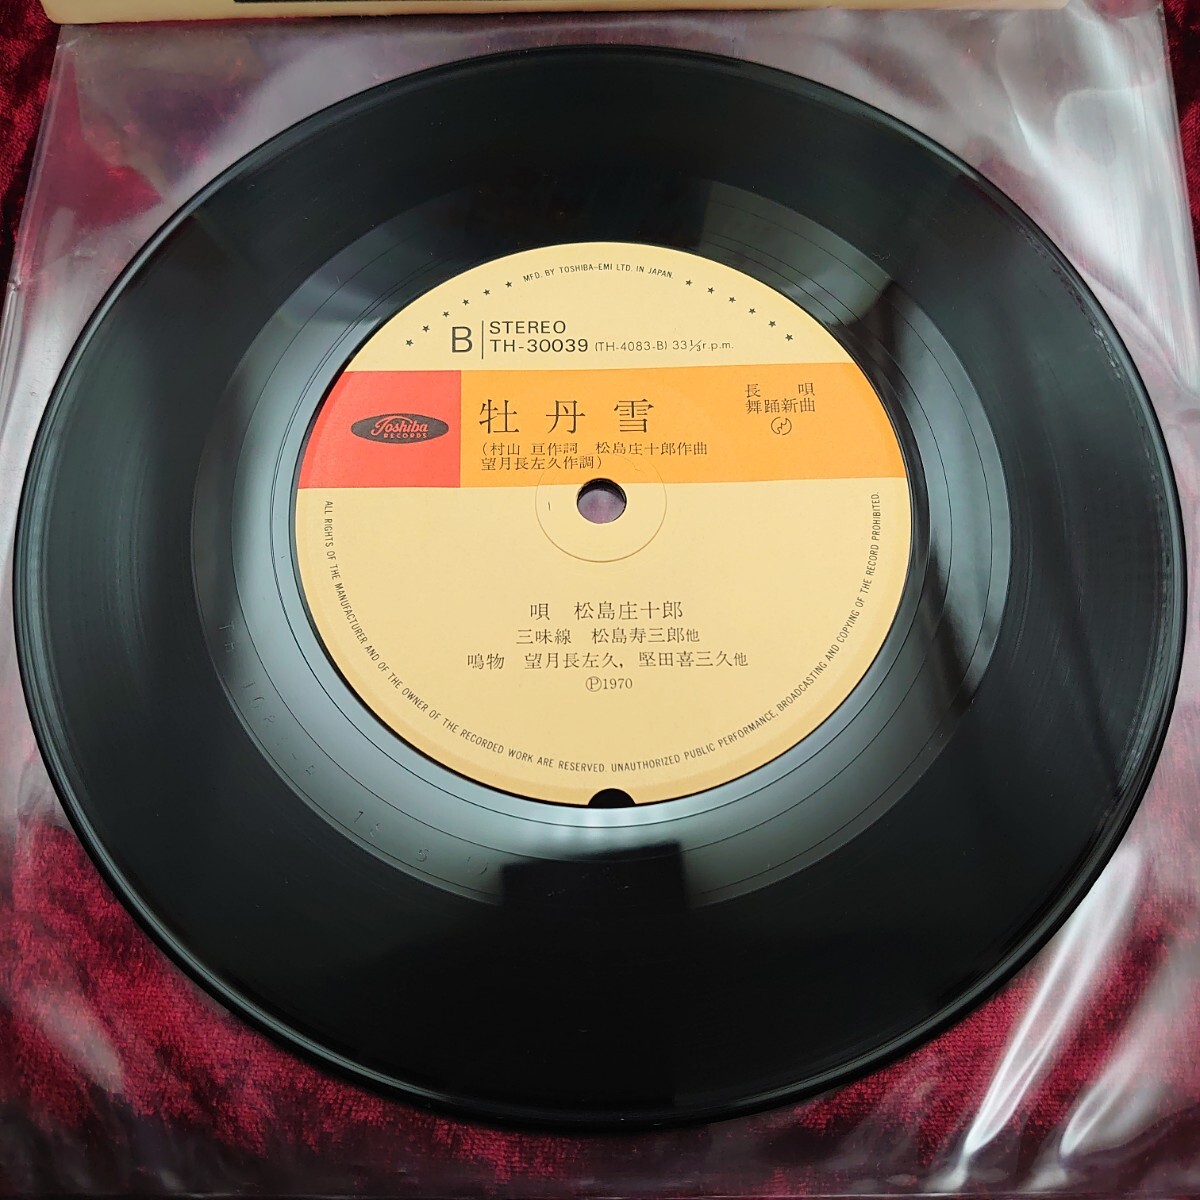 MFD. BY TOSHIBA-EMI LTD. IN JAPAN.
B
STEREO
TH-30039 (TH-4083-B) 33 1/3 r.p.m.
Toshiba
RECORDS
牡丹雪
長唄
舞踊新曲
(村山 亘作詞 松島庄十郎作曲
望月長左久作調)
唄 松島庄十郎
三味線 松島寿三郎他
鳴物 望月長左久, 堅田喜三久他
Ⓟ1970
ALL RIGHTS OF THE MANUFACTURER AND OF THE OWNER OF THE RECORDED WORK ARE RESERVED. UNAUTHORIZED PUBLIC PERFORMANCE, BROADCASTING AND COPYING OF THE RECORD PROHIBITED.